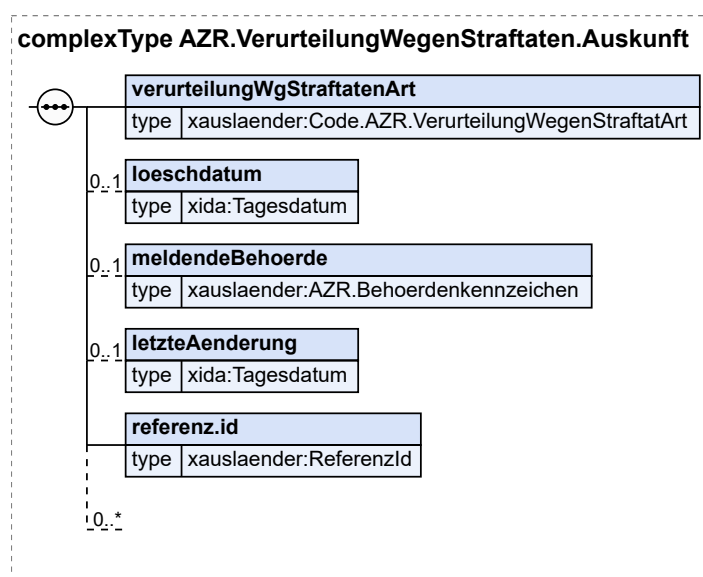 complexType AZR.VerurteilungWegenStraftaten.Auskunft
verurteilungWgStraftatenArt
type xauslaender:Code.AZR.VerurteilungWegenStraftatArt
0..1 loeschdatum
type xida:Tagesdatum
0..1 meldendeBehoerde
type xauslaender:AZR.Behoerdenkennzeichen
0..1 letzteAenderung
type xida:Tagesdatum
referenz.id
type xauslaender:ReferenzId
0..*